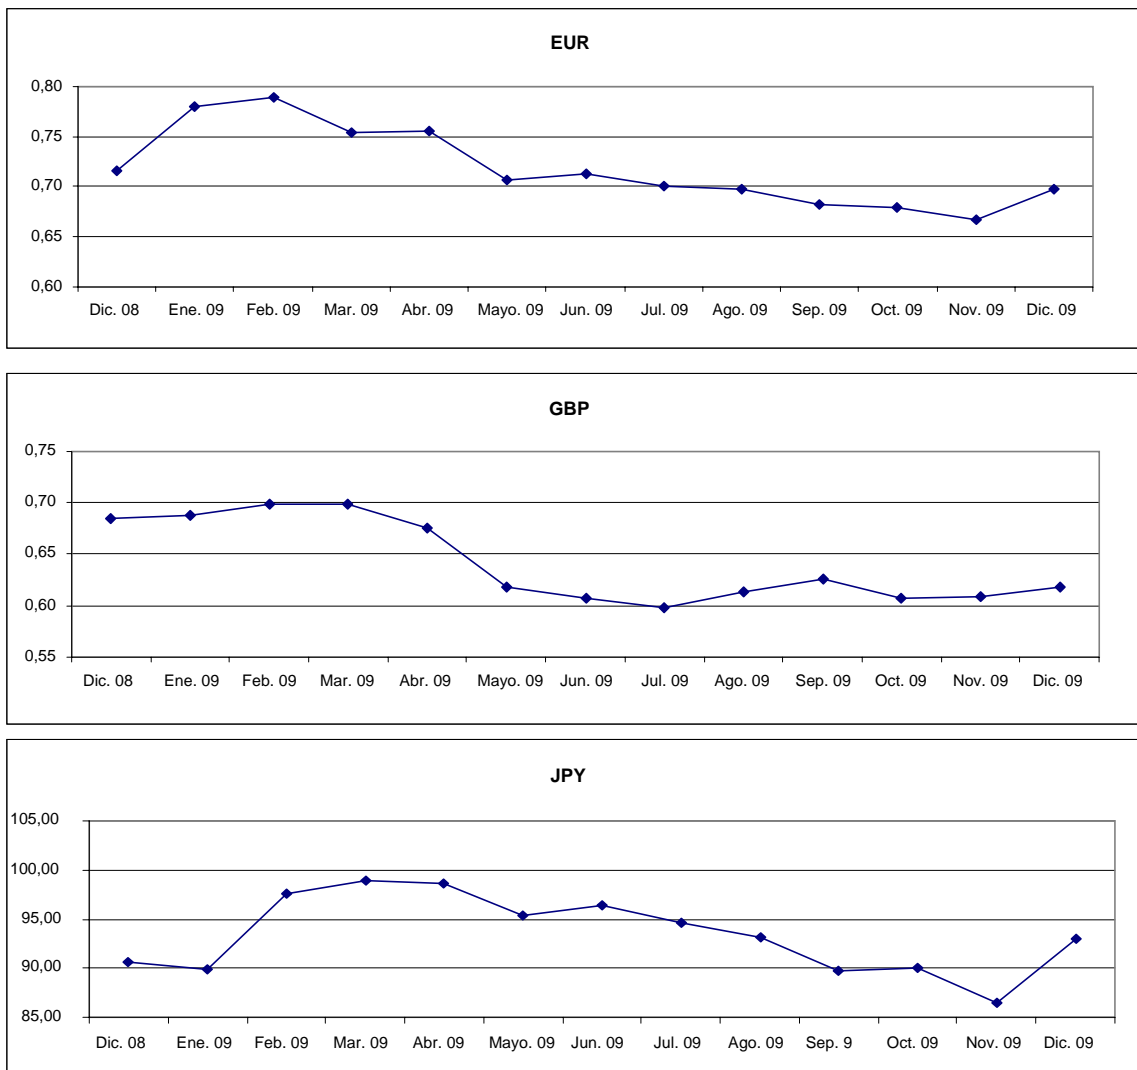 EUR
0,80
0,75
0,70
0,65
0,60
Dic. 08 Ene. 09 Feb. 09 Mar. 09 Abr. 09 Mayo. 09 Jun. 09 Jul. 09 Ago. 09 Sep. 09 Oct. 09 Nov. 09 Dic. 09
GBP
0,75
0,70
0,65
0,60
0,55
Dic. 08 Ene. 09 Feb. 09 Mar. 09 Abr. 09 Mayo. 09 Jun. 09 Jul. 09 Ago. 09 Sep. 09 Oct. 09 Nov. 09 Dic. 09
JPY
105,00
100,00
95,00
90,00
85,00
Dic. 08 Ene. 09 Feb. 09 Mar. 09 Abr. 09 Mayo. 09 Jun. 09 Jul. 09 Ago. 09 Sep. 9 Oct. 09 Nov. 09 Dic. 09